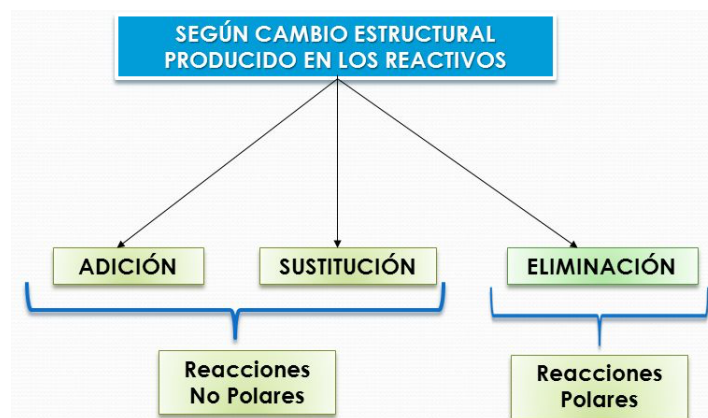 SEGÚN CAMBIO ESTRUCTURAL
PRODUCIDO EN LOS REACTIVOS
ADICIÓN
SUSTITUCIÓN
ELIMINACIÓN
Reacciones
No Polares
Reacciones
Polares